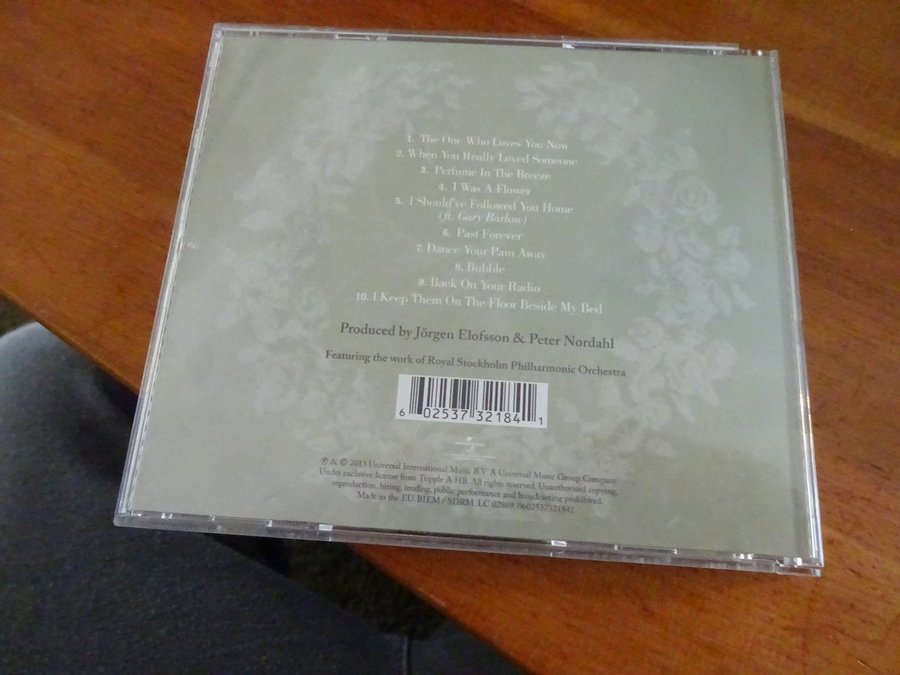 1. The One Who Loves You Now
2. When You Really Loved Someone
3. Perfume In The Breeze
4. I Was A Flower
5. I Should've Followed You Home
(ft. Gary Barlow)
6. Past Forever
7. Dance Your Pain Away
8. Bubble
9. Back On Your Radio
10. I Keep Them On The Floor Beside My Bed
Produced by Jörgen Elofsson & Peter Nordahl
Featuring the work of Royal Stockholm Philharmonic Orchestra
6 02537 32184 1
UNIVERSAL
℗ & © 2013 Universal International Music B.V. A Universal Music Group Company.
Under exclusive license from Tripple A HB. All rights reserved. Unauthorised copying,
reproduction, hiring, lending, public performance and broadcasting prohibited.
Made in the EU. BIEM / SDRM. LC 02869. 0602537321841